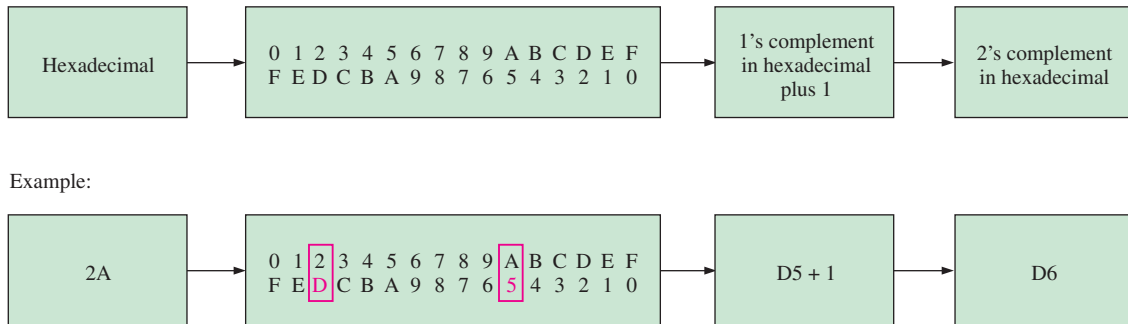 Hexadecimal
0 1 2 3 4 5 6 7 8 9 A B C D E F
F E D C B A 9 8 7 6 5 4 3 2 1 0
1's complement
in hexadecimal
plus 1
2's complement
in hexadecimal
Example:
2A
0 1 2 3 4 5 6 7 8 9 A B C D E F
F E D C B A 9 8 7 6 5 4 3 2 1 0
D5 + 1
D6